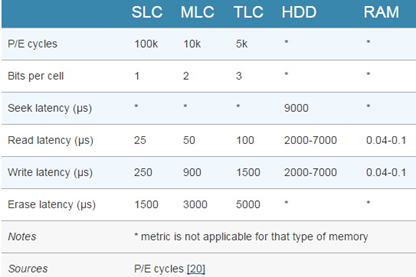 SLC MLC TLC HDD RAM
P/E cycles 100k 10k 5k * *
Bits per cell 1 2 3 * *
Seek latency (μs) * * * 9000 *
Read latency (μs) 25 50 100 2000-7000 0.04-0.1
Write latency (μs) 250 900 1500 2000-7000 0.04-0.1
Erase latency (μs) 1500 3000 5000 * *
Notes * metric is not applicable for that type of memory
Sources P/E cycles [20]